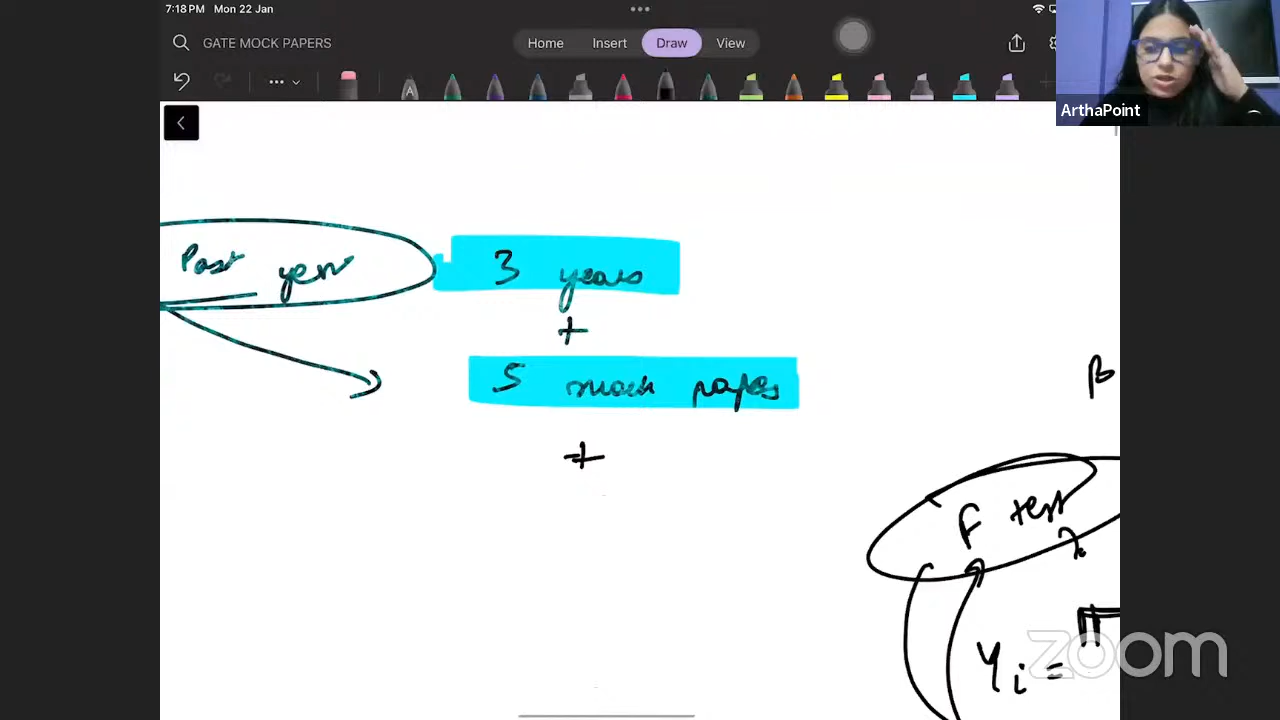 7:18 PM Mon 22 Jan
GATE MOCK PAPERS
Home Insert Draw View
A
ArthaPoint
Past year 3 years
+
5 mock papers
+
β
F test
Yi =
zoom